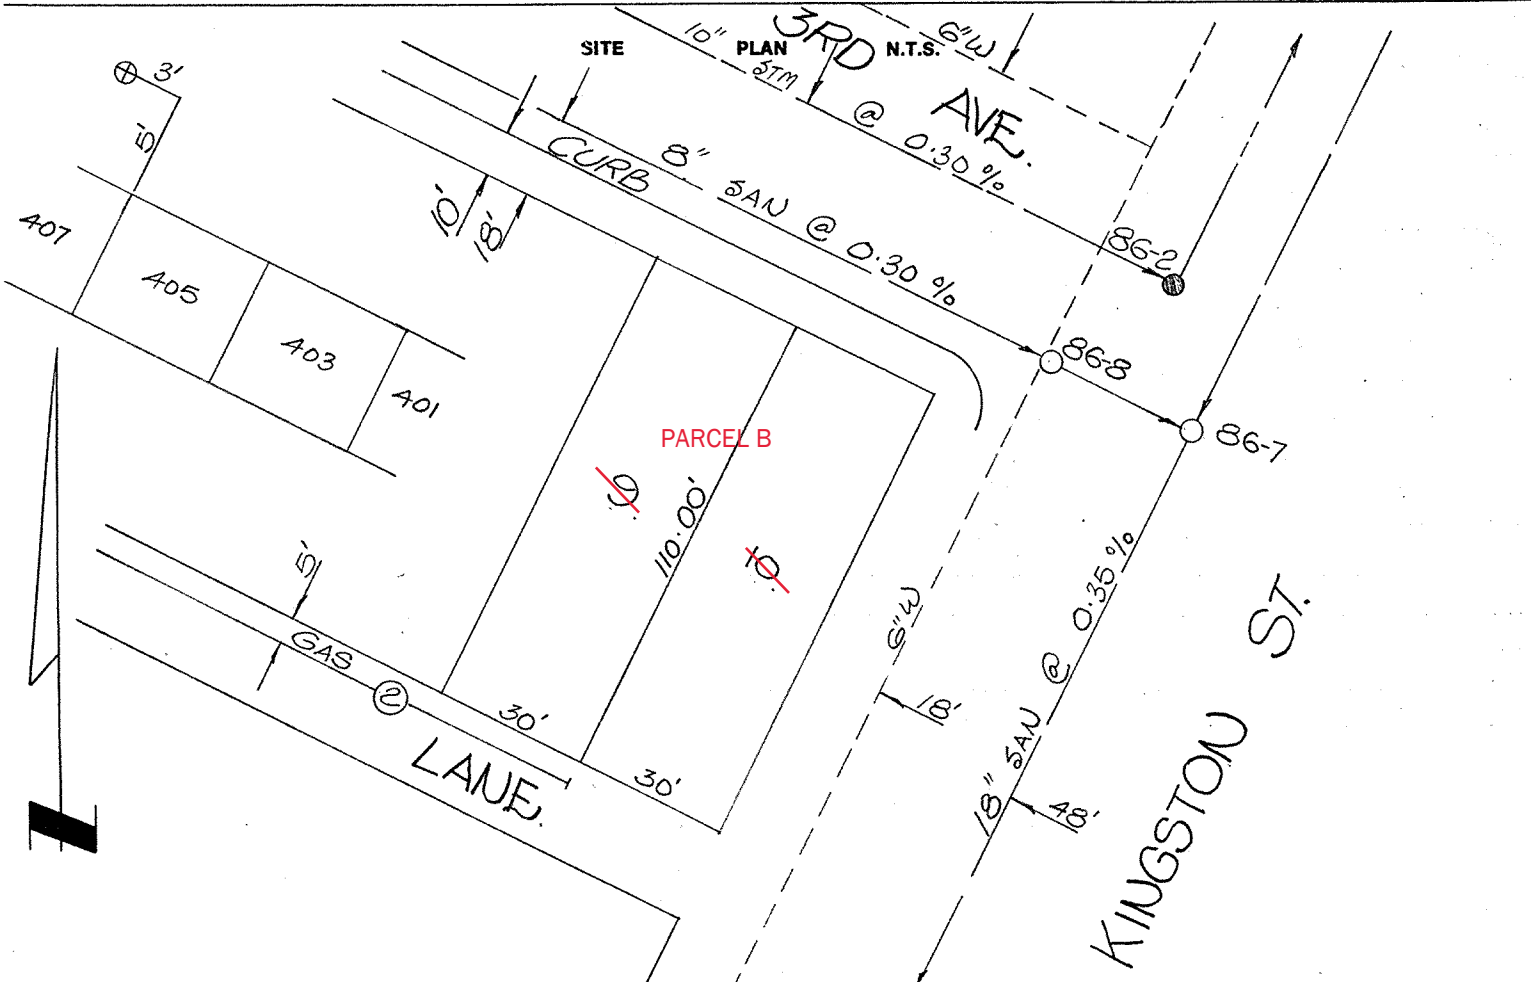 SITE PLAN N.T.S.
3RD AVE.
10" STM @ 0.30 %
6"W
3'
5'
CURB
8" SAN @ 0.30 %
10'
18'
86-2
86-8
86-7
407
405
403
401
PARCEL B
9
110.00'
10
5'
GAS
2
30'
30'
LANE.
6"W
18'
18" SAN @ 0.35 %
48'
KINGSTON ST.